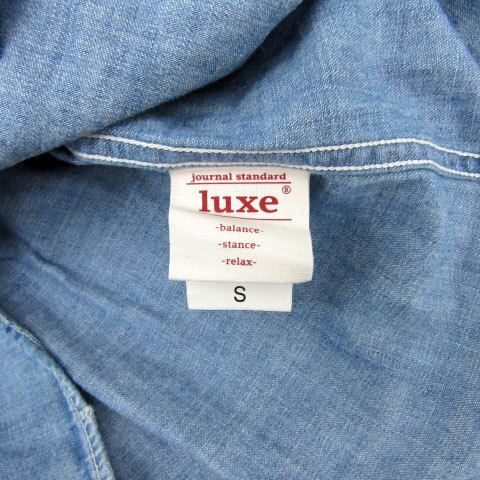 journal standard
luxe®
-balance-
-stance-
-relax-
S